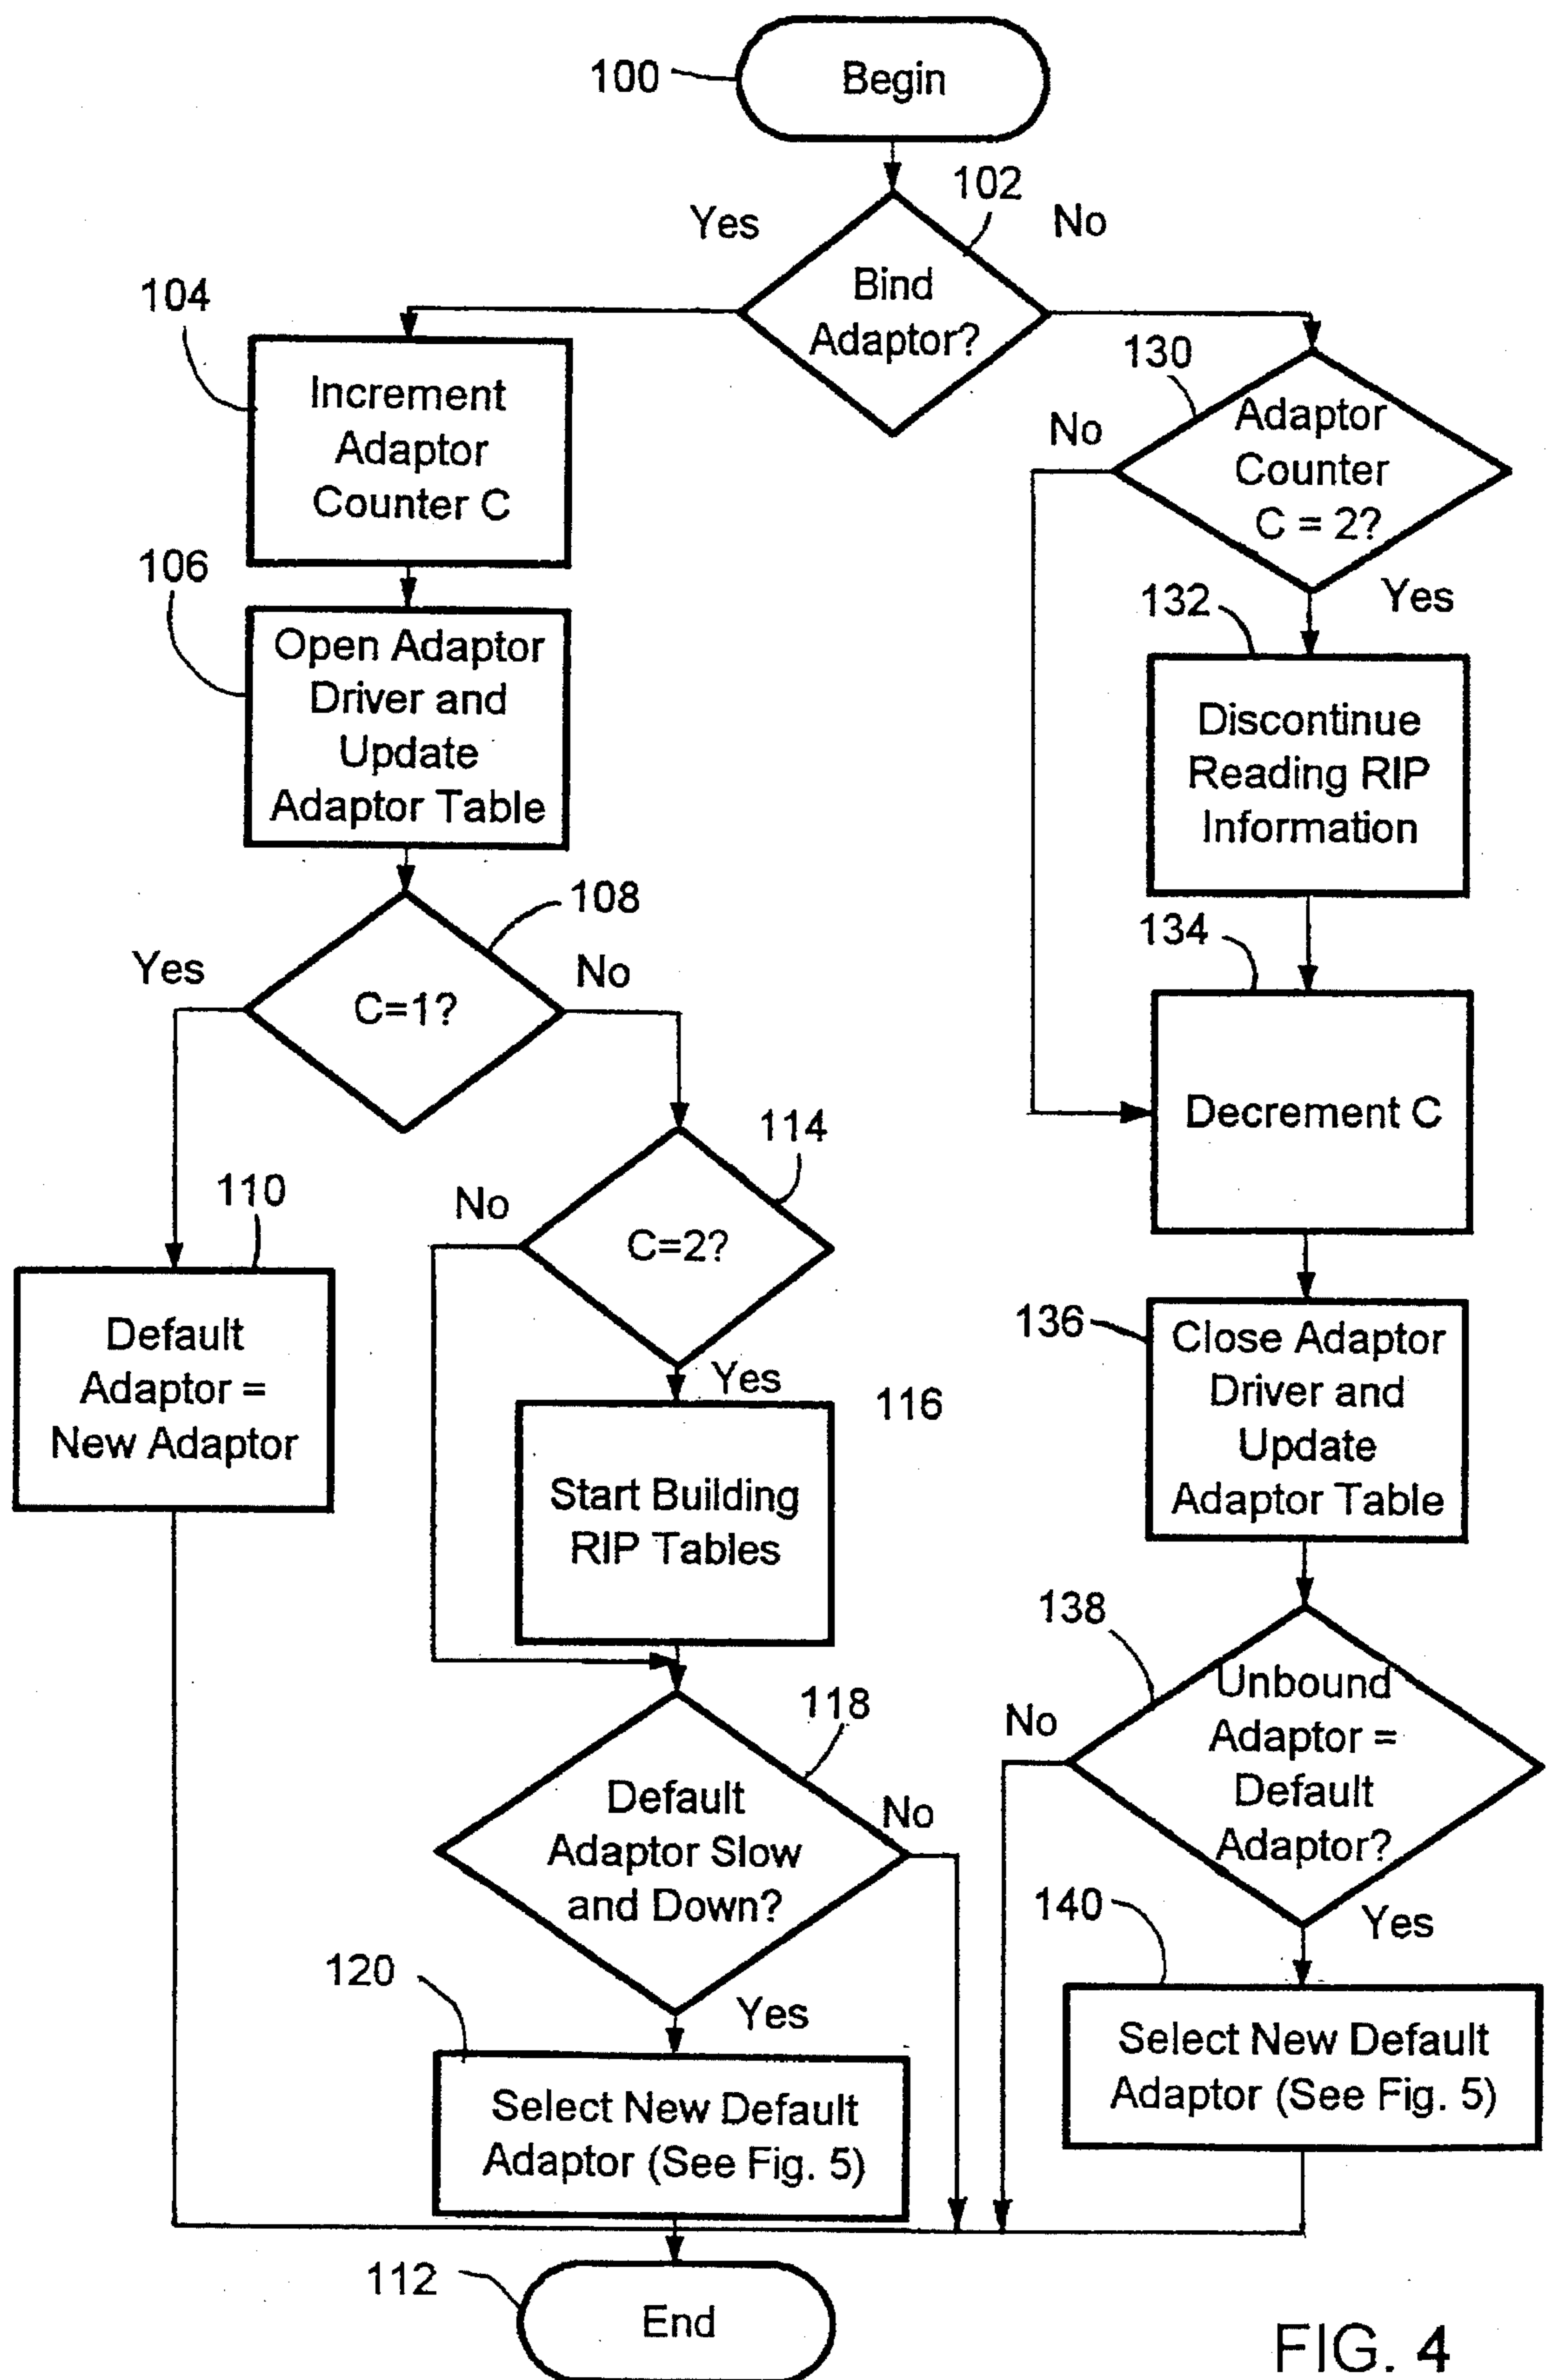 100
Begin
102
Yes
No
Bind
Adaptor?
104
Increment
Adaptor
Counter C
130
No
Adaptor
Counter
C = 2?
Yes
106
Open Adaptor
Driver and
Update
Adaptor Table
132
Discontinue
Reading RIP
Information
108
Yes
No
C=1?
134
Decrement C
110
Default
Adaptor =
New Adaptor
114
No
C=2?
Yes
116
Start Building
RIP Tables
136
Close Adaptor
Driver and
Update
Adaptor Table
138
No
Unbound
Adaptor =
Default
Adaptor?
Yes
118
Default
Adaptor Slow
and Down?
No
Yes
120
Select New Default
Adaptor (See Fig. 5)
140
Select New Default
Adaptor (See Fig. 5)
112
End
FIG. 4